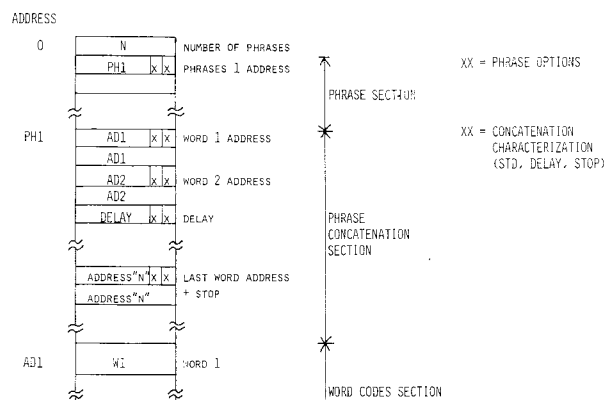 ADDRESS
0 N NUMBER OF PHRASES
PH1 X X PHRASES 1 ADDRESS XX = PHRASE OPTIONS
PHRASE SECTION
PH1 AD1 X X WORD 1 ADDRESS XX = CONCATENATION
CHARACTERIZATION
AD1 (STD, DELAY, STOP)
AD2 X X WORD 2 ADDRESS
AD2
DELAY X X DELAY PHRASE
CONCATENATION
SECTION
ADDRESS"N" X X LAST WORD ADDRESS
ADDRESS"N" + STOP
AD1 W1 WORD 1
WORD CODES SECTION